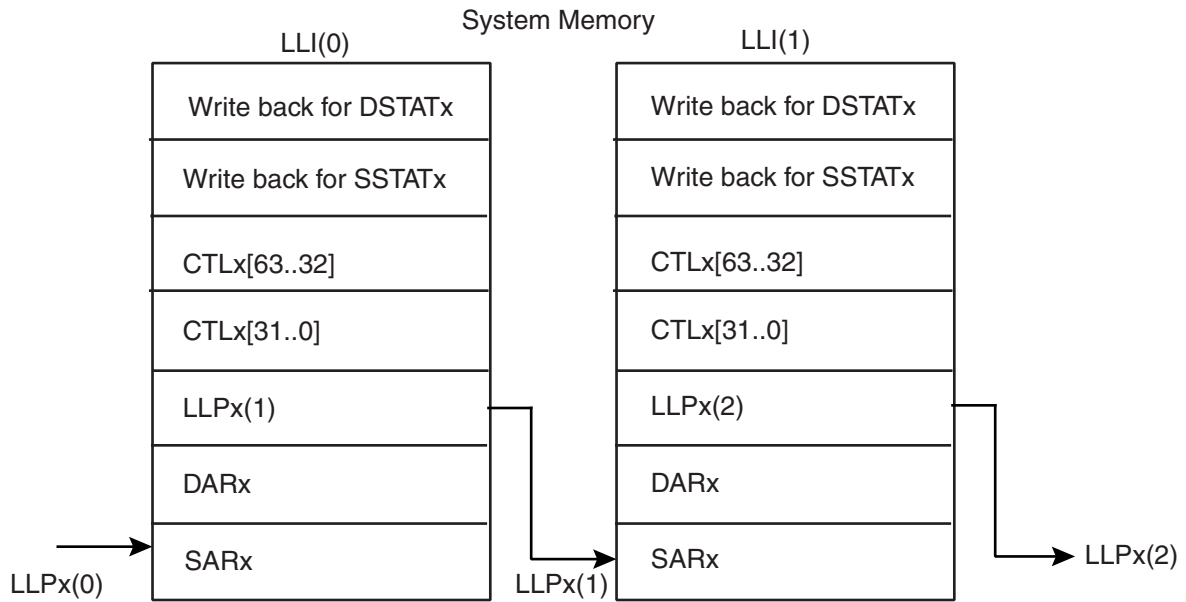 System Memory
LLI(0)
LLI(1)
Write back for DSTATx
Write back for DSTATx
Write back for SSTATx
Write back for SSTATx
CTLx[63..32]
CTLx[63..32]
CTLx[31..0]
CTLx[31..0]
LLPx(1)
LLPx(2)
DARx
DARx
SARx
SARx
LLPx(0)
LLPx(1)
LLPx(2)